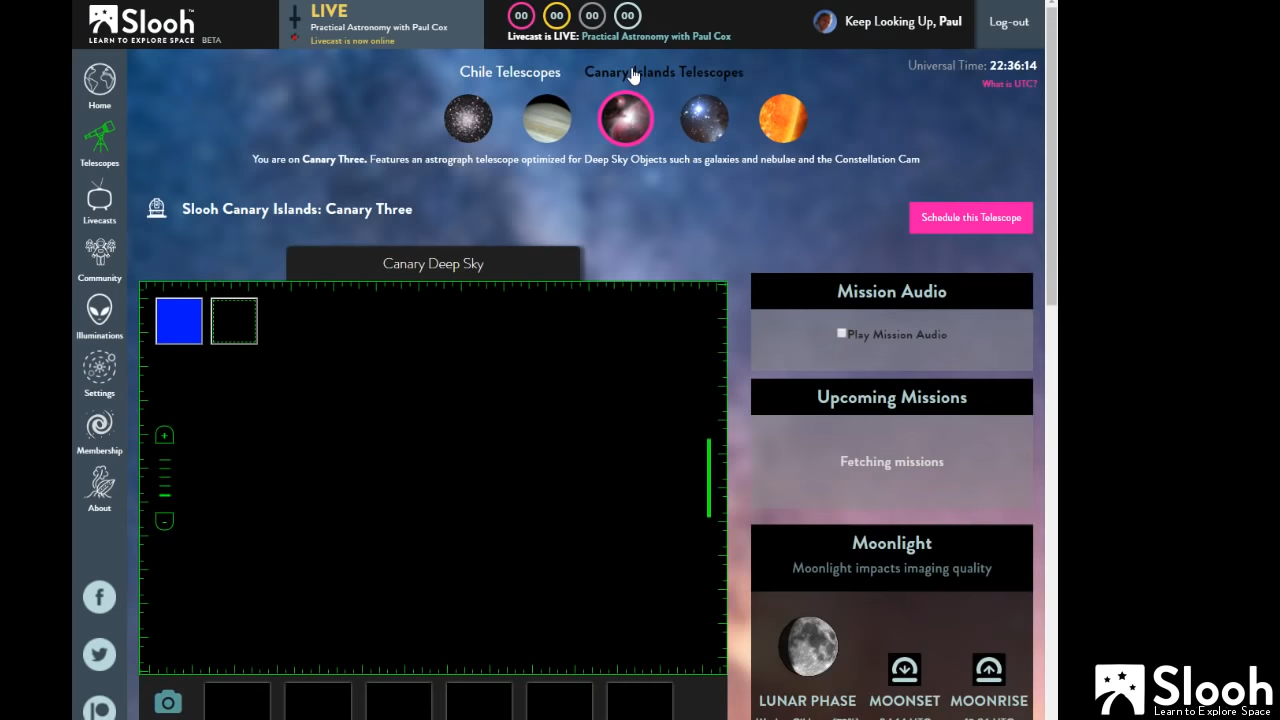 Slooh
LEARN TO EXPLORE SPACE BETA
LIVE
Practical Astronomy with Paul Cox
Livecast is now online
00 00 00 00
Livecast is LIVE: Practical Astronomy with Paul Cox
Keep Looking Up, Paul
Log-out
Chile Telescopes
Canary Islands Telescopes
Universal Time: 22:36:14
What is UTC?
Home
Telescopes
Livecasts
Community
Illuminations
Settings
Membership
About
You are on Canary Three. Features an astrograph telescope optimized for Deep Sky Objects such as galaxies and nebulae and the Constellation Cam
Slooh Canary Islands: Canary Three
Schedule this Telescope
Canary Deep Sky
+
-
Mission Audio
Play Mission Audio
Upcoming Missions
Fetching missions
Moonlight
Moonlight impacts imaging quality
LUNAR PHASE
MOONSET
MOONRISE
Slooh
Learn to Explore Space